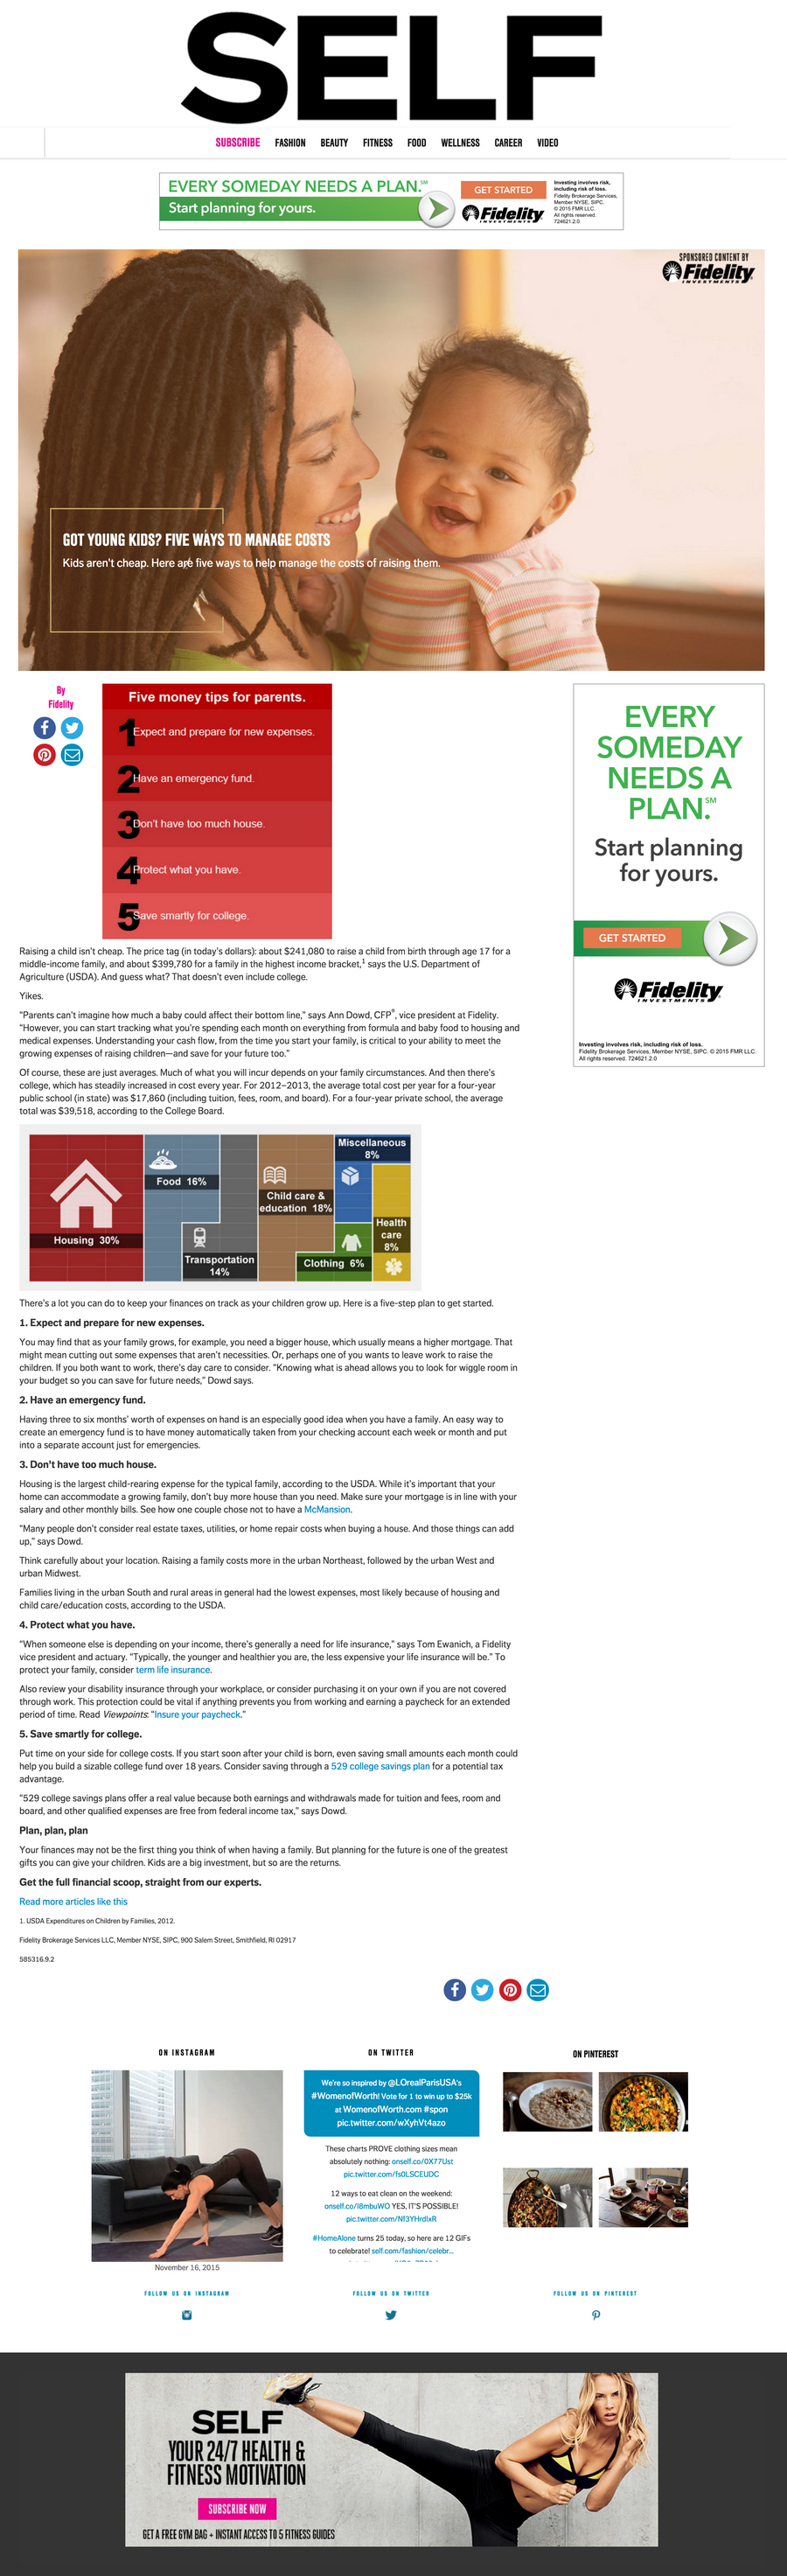 SELF
SUBSCRIBE FASHION BEAUTY FITNESS FOOD WELLNESS CAREER VIDEO
EVERY SOMEDAY NEEDS A PLAN.℠
Start planning for yours.
GET STARTED
Fidelity
INVESTMENTS
Investing involves risk,
including risk of loss.
Fidelity Brokerage Services,
Member NYSE, SIPC.
© 2015 FMR LLC.
All rights reserved.
724621.2.0
SPONSORED CONTENT BY
Fidelity
INVESTMENTS
GOT YOUNG KIDS? FIVE WAYS TO MANAGE COSTS
Kids aren't cheap. Here are five ways to help manage the costs of raising them.
By
Fidelity
Five money tips for parents.
1 Expect and prepare for new expenses.
2 Have an emergency fund.
3 Don't have too much house.
4 Protect what you have.
5 Save smartly for college.
EVERY
SOMEDAY
NEEDS A
PLAN.℠
Start planning
for yours.
GET STARTED
Fidelity
INVESTMENTS
Investing involves risk, including risk of loss.
Fidelity Brokerage Services, Member NYSE, SIPC. © 2015 FMR LLC.
All rights reserved. 724621.2.0
Raising a child isn't cheap. The price tag (in today's dollars): about $241,080 to raise a child from birth through age 17 for a
middle-income family, and about $399,780 for a family in the highest income bracket,1 says the U.S. Department of
Agriculture (USDA). And guess what? That doesn't even include college.
Yikes.
"Parents can't imagine how much a baby could affect their bottom line," says Ann Dowd, CFP®, vice president at Fidelity.
"However, you can start tracking what you're spending each month on everything from formula and baby food to housing and
medical expenses. Understanding your cash flow, from the time you start your family, is critical to your ability to meet the
growing expenses of raising children—and save for your future too."
Of course, these are just averages. Much of what you will incur depends on your family circumstances. And then there's
college, which has steadily increased in cost every year. For 2012–2013, the average total cost per year for a four-year
public school (in state) was $17,860 (including tuition, fees, room, and board). For a four-year private school, the average
total was $39,518, according to the College Board.
Housing 30%
Food 16%
Transportation
14%
Child care &
education 18%
Miscellaneous
8%
Clothing 6%
Health
care
8%
There's a lot you can do to keep your finances on track as your children grow up. Here is a five-step plan to get started.
1. Expect and prepare for new expenses.
You may find that as your family grows, for example, you need a bigger house, which usually means a higher mortgage. That
might mean cutting out some expenses that aren't necessities. Or, perhaps one of you wants to leave work to raise the
children. If you both want to work, there's day care to consider. "Knowing what is ahead allows you to look for wiggle room in
your budget so you can save for future needs," Dowd says.
2. Have an emergency fund.
Having three to six months' worth of expenses on hand is an especially good idea when you have a family. An easy way to
create an emergency fund is to have money automatically taken from your checking account each week or month and put
into a separate account just for emergencies.
3. Don't have too much house.
Housing is the largest child-rearing expense for the typical family, according to the USDA. While it's important that your
home can accommodate a growing family, don't buy more house than you need. Make sure your mortgage is in line with your
salary and other monthly bills. See how one couple chose not to have a McMansion.
"Many people don't consider real estate taxes, utilities, or home repair costs when buying a house. And those things can add
up," says Dowd.
Think carefully about your location. Raising a family costs more in the urban Northeast, followed by the urban West and
urban Midwest.
Families living in the urban South and rural areas in general had the lowest expenses, most likely because of housing and
child care/education costs, according to the USDA.
4. Protect what you have.
"When someone else is depending on your income, there's generally a need for life insurance," says Tom Ewanich, a Fidelity
vice president and actuary. "Typically, the younger and healthier you are, the less expensive your life insurance will be." To
protect your family, consider term life insurance.
Also review your disability insurance through your workplace, or consider purchasing it on your own if you are not covered
through work. This protection could be vital if anything prevents you from working and earning a paycheck for an extended
period of time. Read Viewpoints: "Insure your paycheck."
5. Save smartly for college.
Put time on your side for college costs. If you start soon after your child is born, even saving small amounts each month could
help you build a sizable college fund over 18 years. Consider saving through a 529 college savings plan for a potential tax
advantage.
"529 college savings plans offer a real value because both earnings and withdrawals made for tuition and fees, room and
board, and other qualified expenses are free from federal income tax," says Dowd.
Plan, plan, plan
Your finances may not be the first thing you think of when having a family. But planning for the future is one of the greatest
gifts you can give your children. Kids are a big investment, but so are the returns.
Get the full financial scoop, straight from our experts.
Read more articles like this
1. USDA Expenditures on Children by Families, 2012.
Fidelity Brokerage Services LLC, Member NYSE, SIPC, 900 Salem Street, Smithfield, RI 02917
585316.9.2
ON INSTAGRAM
November 16, 2015
FOLLOW US ON INSTAGRAM
ON TWITTER
We're so inspired by @LOrealParisUSA's
#WomenofWorth! Vote for 1 to win up to $25k
at WomenofWorth.com #spon
pic.twitter.com/wXyhVt4azo
These charts PROVE clothing sizes mean
absolutely nothing: onself.co/0X77Ust
pic.twitter.com/fs0LSCEUDC
12 ways to eat clean on the weekend:
onself.co/I8mbuWO YES, IT'S POSSIBLE!
pic.twitter.com/Nf3YHrdIxR
#HomeAlone turns 25 today, so here are 12 GIFs
to celebrate! self.com/fashion/celebr...
FOLLOW US ON TWITTER
ON PINTEREST
FOLLOW US ON PINTEREST
SELF
YOUR 24/7 HEALTH &
FITNESS MOTIVATION
SUBSCRIBE NOW
GET A FREE GYM BAG + INSTANT ACCESS TO 5 FITNESS GUIDES